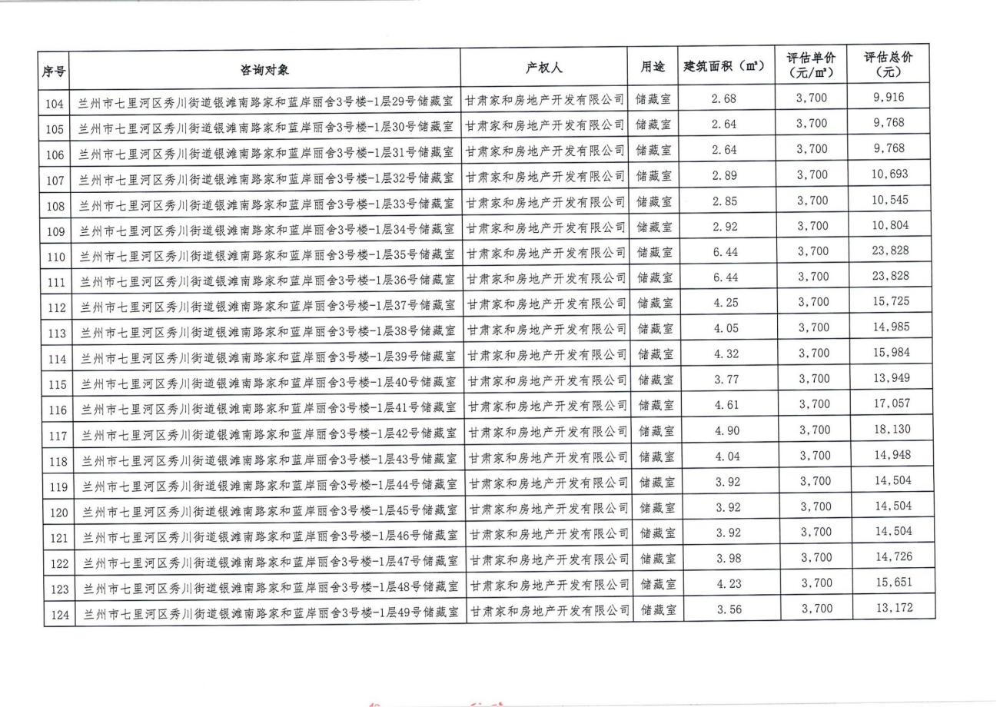 序号 咨询对象 产权人 用途 建筑面积（㎡） 评估单价（元/㎡） 评估总价（元）
104 兰州市七里河区秀川街道银滩南路家和蓝岸丽舍3号楼-1层29号储藏室 甘肃家和房地产开发有限公司 储藏室 2.68 3,700 9,916
105 兰州市七里河区秀川街道银滩南路家和蓝岸丽舍3号楼-1层30号储藏室 甘肃家和房地产开发有限公司 储藏室 2.64 3,700 9,768
106 兰州市七里河区秀川街道银滩南路家和蓝岸丽舍3号楼-1层31号储藏室 甘肃家和房地产开发有限公司 储藏室 2.64 3,700 9,768
107 兰州市七里河区秀川街道银滩南路家和蓝岸丽舍3号楼-1层32号储藏室 甘肃家和房地产开发有限公司 储藏室 2.89 3,700 10,693
108 兰州市七里河区秀川街道银滩南路家和蓝岸丽舍3号楼-1层33号储藏室 甘肃家和房地产开发有限公司 储藏室 2.85 3,700 10,545
109 兰州市七里河区秀川街道银滩南路家和蓝岸丽舍3号楼-1层34号储藏室 甘肃家和房地产开发有限公司 储藏室 2.92 3,700 10,804
110 兰州市七里河区秀川街道银滩南路家和蓝岸丽舍3号楼-1层35号储藏室 甘肃家和房地产开发有限公司 储藏室 6.44 3,700 23,828
111 兰州市七里河区秀川街道银滩南路家和蓝岸丽舍3号楼-1层36号储藏室 甘肃家和房地产开发有限公司 储藏室 6.44 3,700 23,828
112 兰州市七里河区秀川街道银滩南路家和蓝岸丽舍3号楼-1层37号储藏室 甘肃家和房地产开发有限公司 储藏室 4.25 3,700 15,725
113 兰州市七里河区秀川街道银滩南路家和蓝岸丽舍3号楼-1层38号储藏室 甘肃家和房地产开发有限公司 储藏室 4.05 3,700 14,985
114 兰州市七里河区秀川街道银滩南路家和蓝岸丽舍3号楼-1层39号储藏室 甘肃家和房地产开发有限公司 储藏室 4.32 3,700 15,984
115 兰州市七里河区秀川街道银滩南路家和蓝岸丽舍3号楼-1层40号储藏室 甘肃家和房地产开发有限公司 储藏室 3.77 3,700 13,949
116 兰州市七里河区秀川街道银滩南路家和蓝岸丽舍3号楼-1层41号储藏室 甘肃家和房地产开发有限公司 储藏室 4.61 3,700 17,057
117 兰州市七里河区秀川街道银滩南路家和蓝岸丽舍3号楼-1层42号储藏室 甘肃家和房地产开发有限公司 储藏室 4.90 3,700 18,130
118 兰州市七里河区秀川街道银滩南路家和蓝岸丽舍3号楼-1层43号储藏室 甘肃家和房地产开发有限公司 储藏室 4.04 3,700 14,948
119 兰州市七里河区秀川街道银滩南路家和蓝岸丽舍3号楼-1层44号储藏室 甘肃家和房地产开发有限公司 储藏室 3.92 3,700 14,504
120 兰州市七里河区秀川街道银滩南路家和蓝岸丽舍3号楼-1层45号储藏室 甘肃家和房地产开发有限公司 储藏室 3.92 3,700 14,504
121 兰州市七里河区秀川街道银滩南路家和蓝岸丽舍3号楼-1层46号储藏室 甘肃家和房地产开发有限公司 储藏室 3.92 3,700 14,504
122 兰州市七里河区秀川街道银滩南路家和蓝岸丽舍3号楼-1层47号储藏室 甘肃家和房地产开发有限公司 储藏室 3.98 3,700 14,726
123 兰州市七里河区秀川街道银滩南路家和蓝岸丽舍3号楼-1层48号储藏室 甘肃家和房地产开发有限公司 储藏室 4.23 3,700 15,651
124 兰州市七里河区秀川街道银滩南路家和蓝岸丽舍3号楼-1层49号储藏室 甘肃家和房地产开发有限公司 储藏室 3.56 3,700 13,172